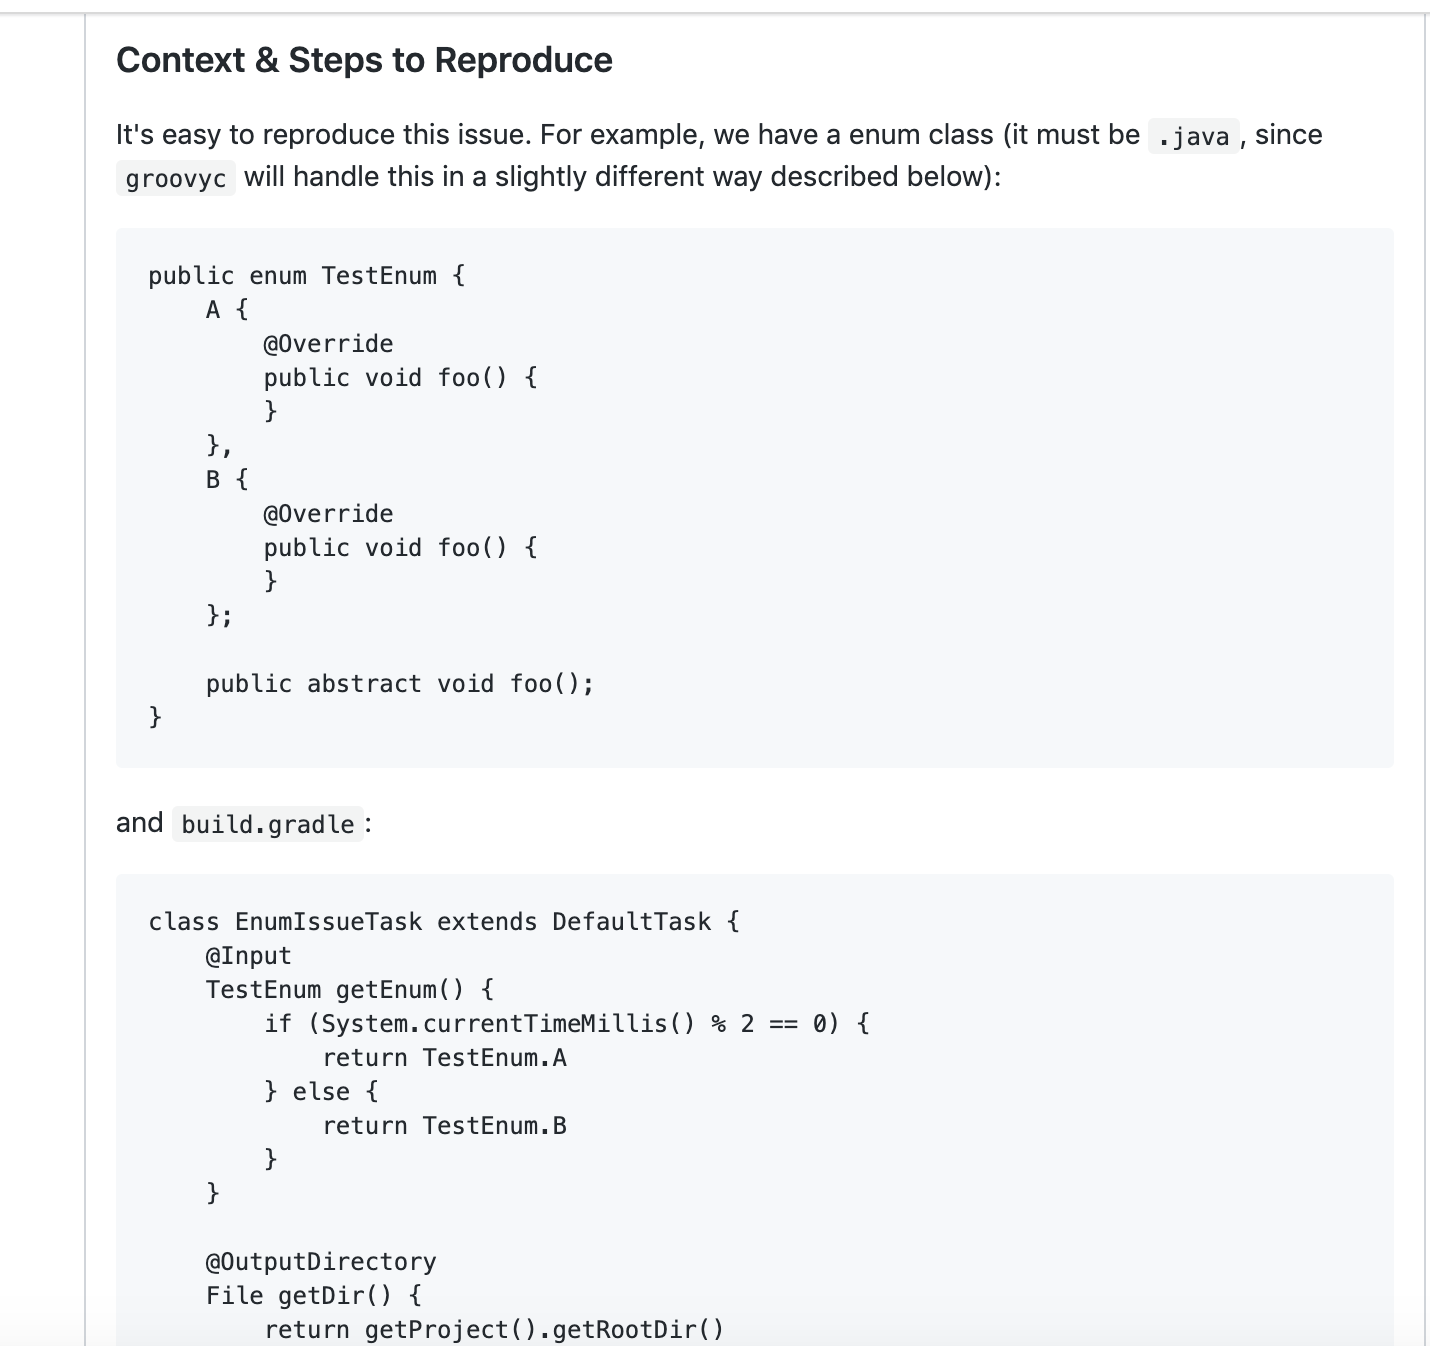 Context & Steps to Reproduce
It's easy to reproduce this issue. For example, we have a enum class (it must be .java, since
groovyc will handle this in a slightly different way described below):
public enum TestEnum {
    A {
        @Override
        public void foo() {
        }
    },
    B {
        @Override
        public void foo() {
        }
    };

    public abstract void foo();
}
and build.gradle:
class EnumIssueTask extends DefaultTask {
    @Input
    TestEnum getEnum() {
        if (System.currentTimeMillis() % 2 == 0) {
            return TestEnum.A
        } else {
            return TestEnum.B
        }
    }

    @OutputDirectory
    File getDir() {
        return getProject().getRootDir()